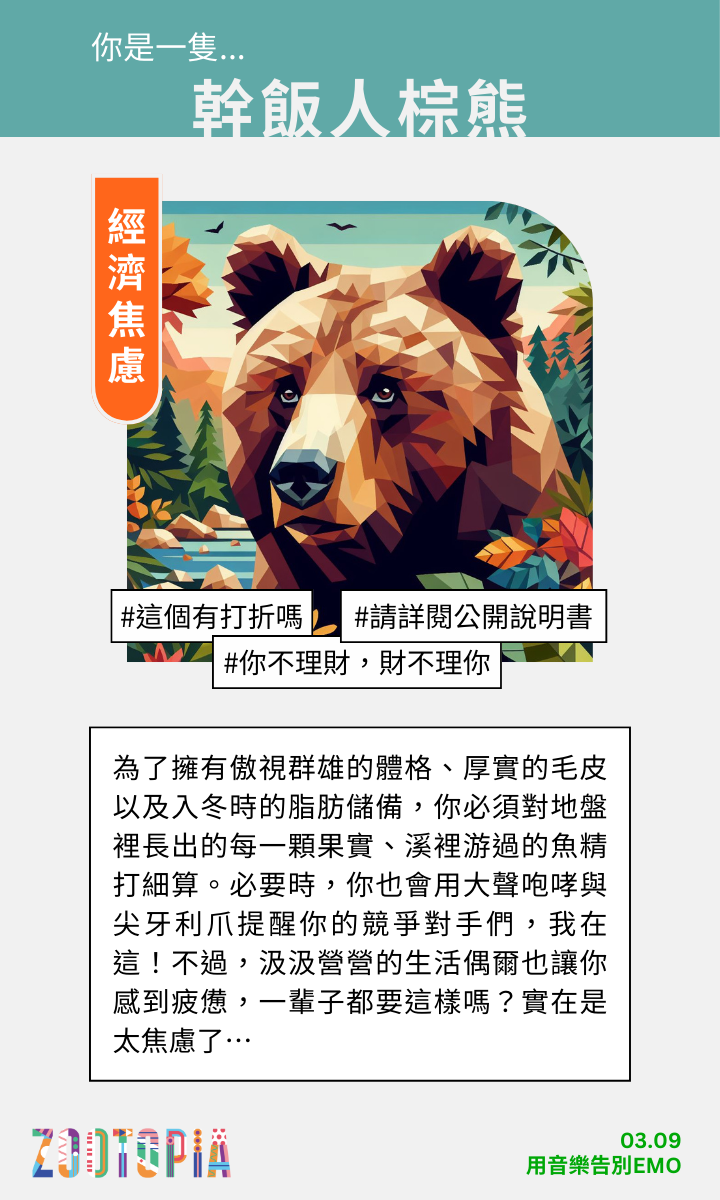 你是一隻...
幹飯人棕熊
經濟焦慮
#這個有打折嗎
#請詳閱公開說明書
#你不理財，財不理你
為了擁有傲視群雄的體格、厚實的毛皮
以及入冬時的脂肪儲備，你必須對地盤
裡長出的每一顆果實、溪裡游過的魚精
打細算。必要時，你也會用大聲咆哮與
尖牙利爪提醒你的競爭對手們，我在
這！不過，汲汲營營的生活偶爾也讓你
感到疲憊，一輩子都要這樣嗎？實在是
太焦慮了⋯
ZOOTOPIA
03.09
用音樂告別EMO